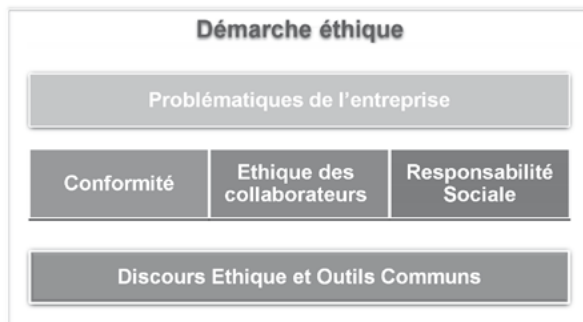 Démarche éthique
Problématiques de l'entreprise
Conformité
Ethique des
collaborateurs
Responsabilité
Sociale
Discours Ethique et Outils Communs